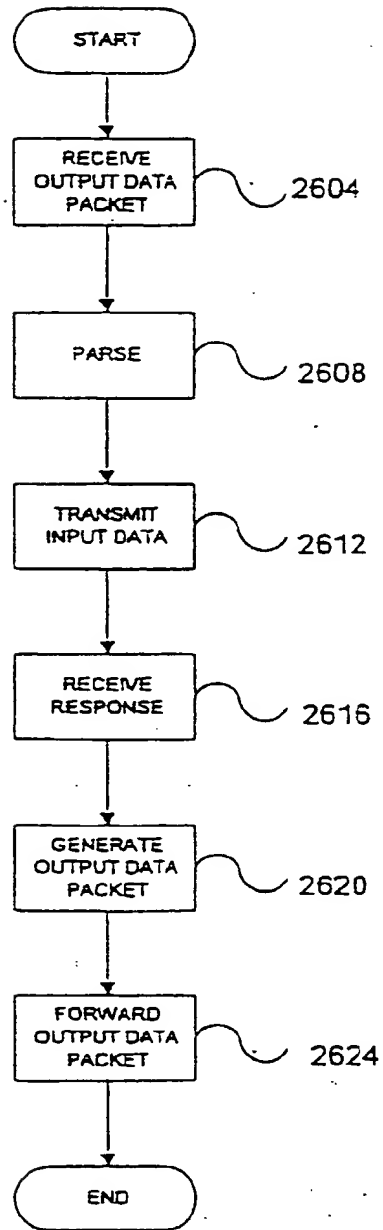 START
RECEIVE
OUTPUT DATA
PACKET
2604
PARSE
2608
TRANSMIT
INPUT DATA
2612
RECEIVE
RESPONSE
2616
GENERATE
OUTPUT DATA
PACKET
2620
FORWARD
OUTPUT DATA
PACKET
2624
END